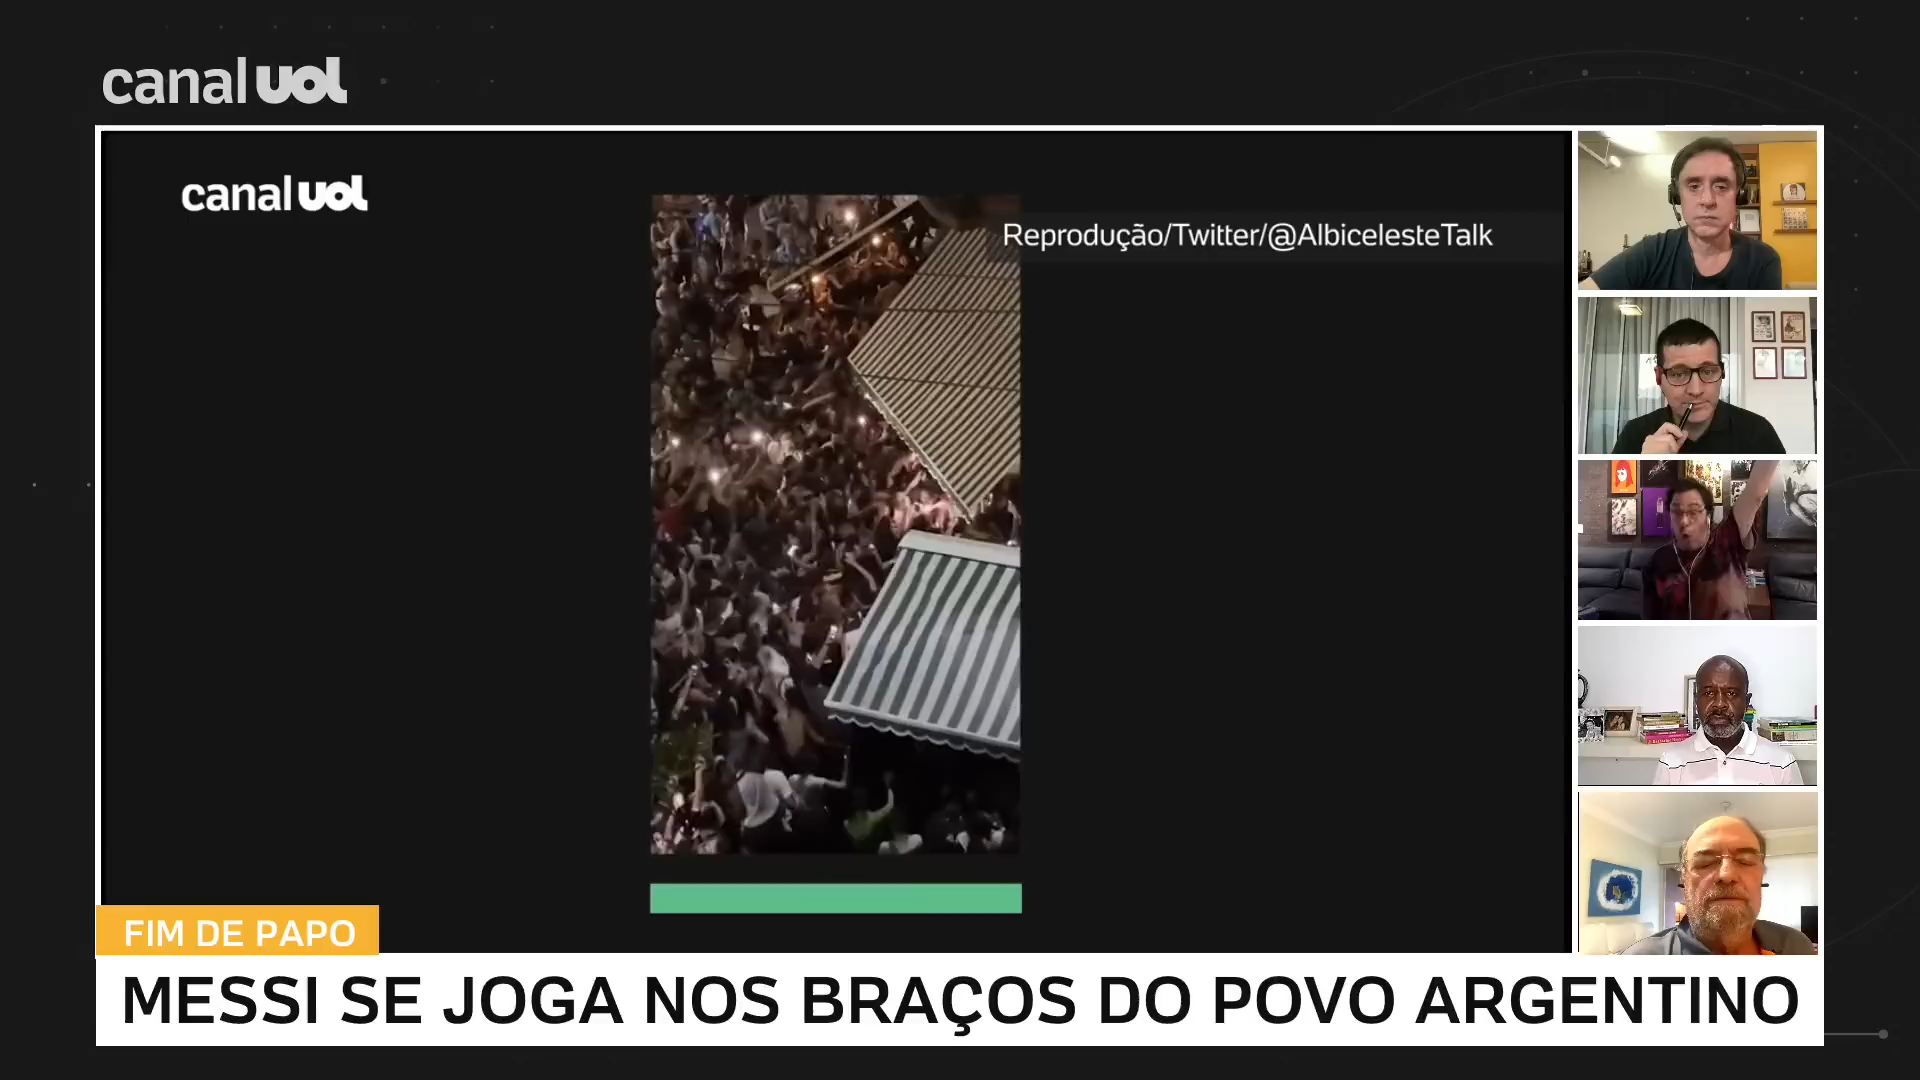 canal uol
canal uol
Reprodução/Twitter/@AlbicelesteTalk
FIM DE PAPO
MESSI SE JOGA NOS BRAÇOS DO POVO ARGENTINO